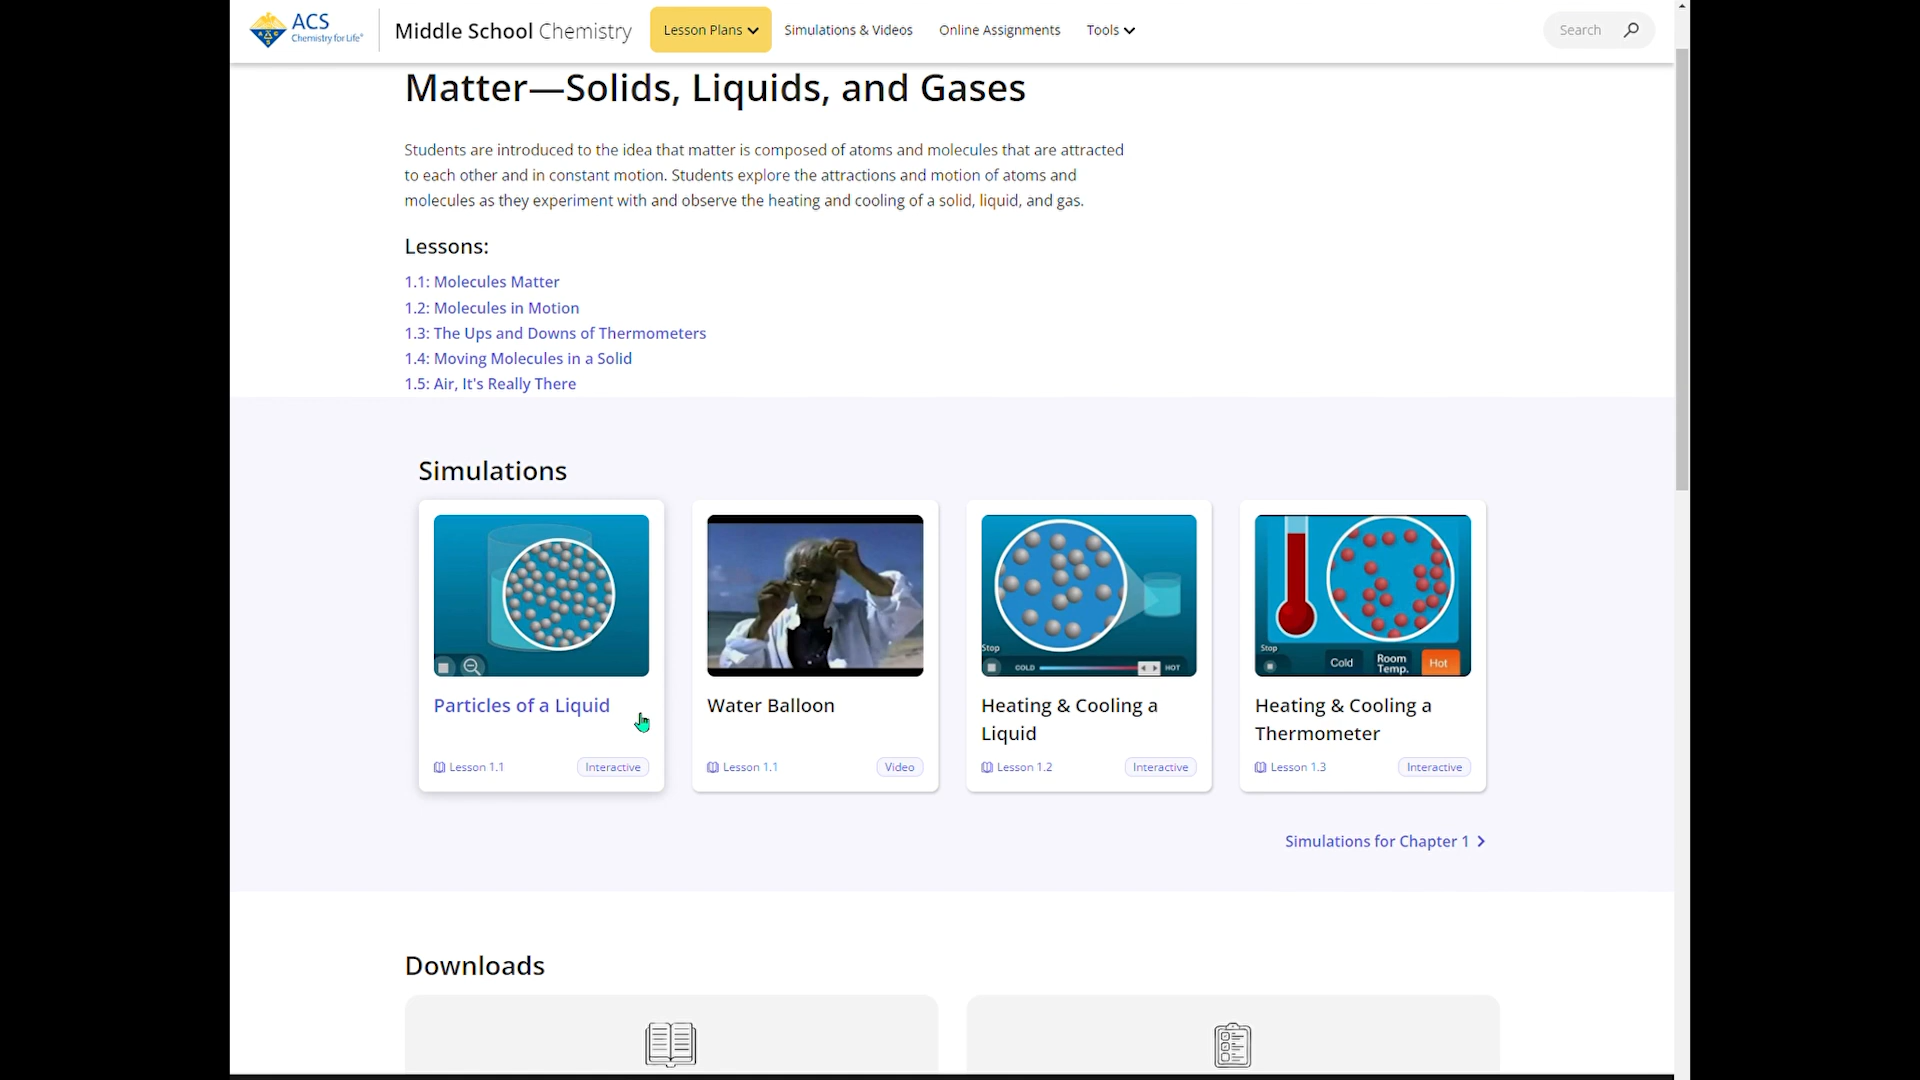 ACS
Chemistry for Life®
Middle School Chemistry
Lesson Plans
Simulations & Videos
Online Assignments
Tools
Search
Matter—Solids, Liquids, and Gases
Students are introduced to the idea that matter is composed of atoms and molecules that are attracted
to each other and in constant motion. Students explore the attractions and motion of atoms and
molecules as they experiment with and observe the heating and cooling of a solid, liquid, and gas.
Lessons:
1.1: Molecules Matter
1.2: Molecules in Motion
1.3: The Ups and Downs of Thermometers
1.4: Moving Molecules in a Solid
1.5: Air, It's Really There
Simulations
Particles of a Liquid
Lesson 1.1
Interactive
Water Balloon
Lesson 1.1
Video
Stop
COLD
HOT
Heating & Cooling a
Liquid
Lesson 1.2
Interactive
Stop
Cold
Room
Temp.
Hot
Heating & Cooling a
Thermometer
Lesson 1.3
Interactive
Simulations for Chapter 1
Downloads